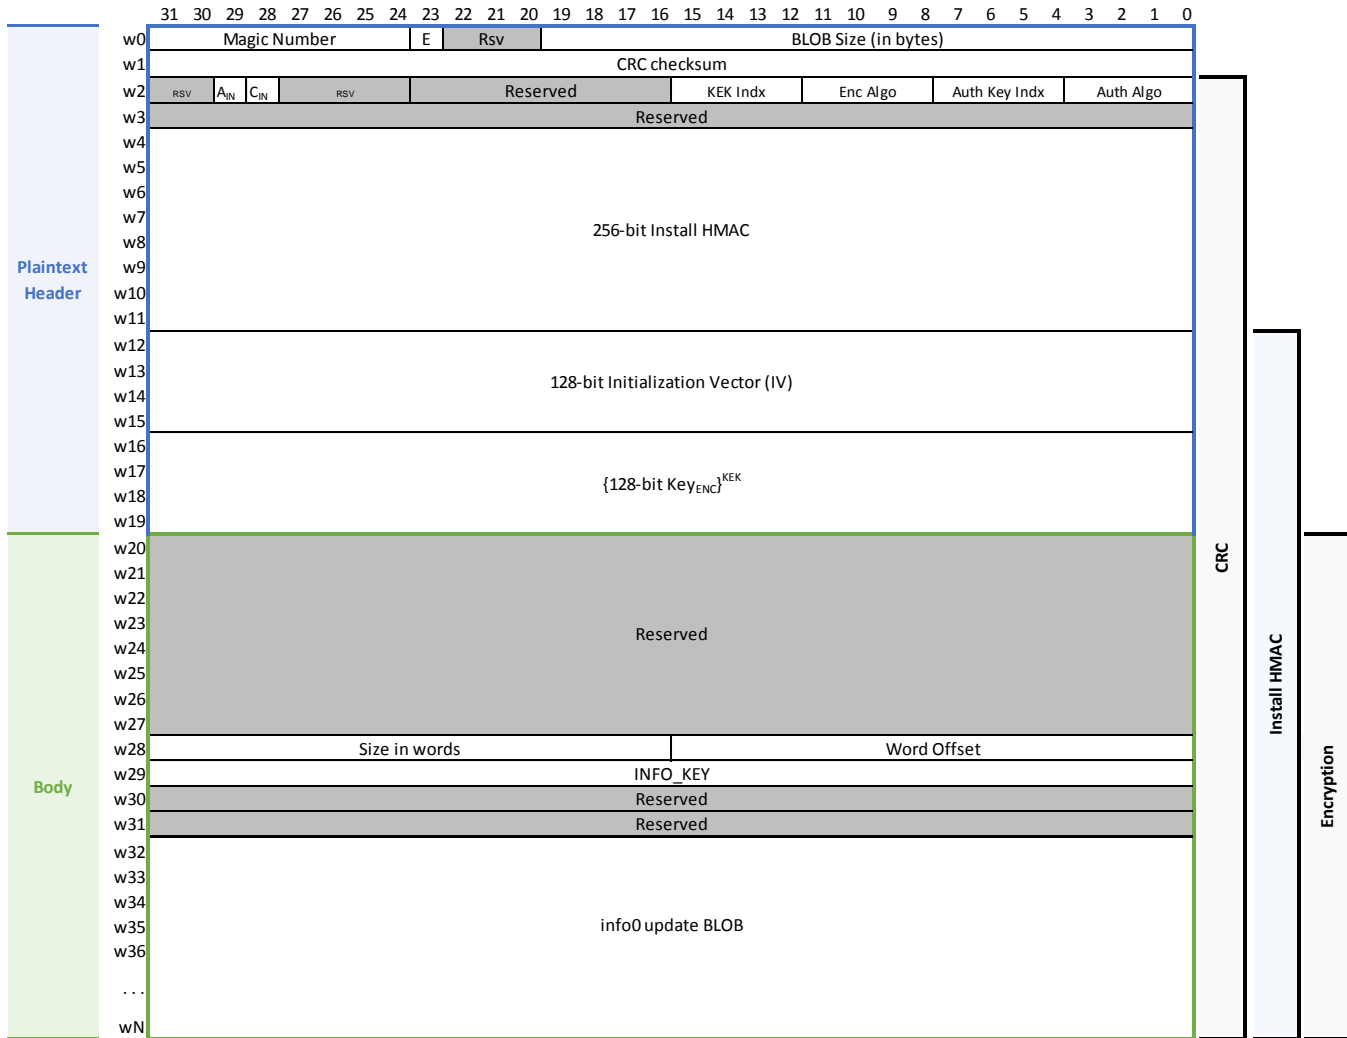 31 30 29 28 27 26 25 24 23 22 21 20 19 18 17 16 15 14 13 12 11 10 9 8 7 6 5 4 3 2 1 0
w0 Magic Number E Rsv BLOB Size (in bytes)
w1 CRC checksum
w2 RSV AIN CIN RSV Reserved KEK Indx Enc Algo Auth Key Indx Auth Algo
w3 Reserved
w4
w5
w6
w7
256-bit Install HMAC
w8
w9
w10
w11
Plaintext
Header
w12
w13
128-bit Initialization Vector (IV)
w14
w15
w16
w17
{128-bit KeyENC}KEK
w18
w19
w20
w21
w22
w23
Reserved
w24
w25
w26
w27
w28 Size in words Word Offset
w29 INFO_KEY
w30 Reserved
w31 Reserved
Body
w32
w33
w34
w35 info0 update BLOB
w36
...
wN
CRC
Install HMAC
Encryption